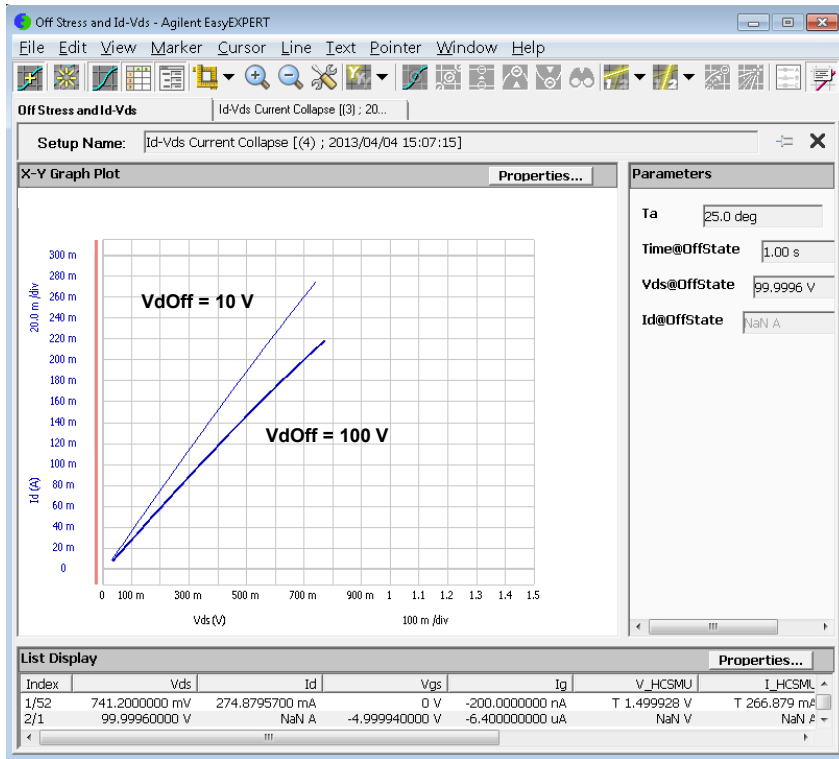 Off Stress and Id-Vds - Agilent EasyEXPERT
File Edit View Marker Cursor Line Text Pointer Window Help
Off Stress and Id-Vds
Id-Vds Current Collapse [(3) ; 20...
Setup Name: Id-Vds Current Collapse [(4) ; 2013/04/04 15:07:15]
X-Y Graph Plot Properties...
20.0 m /div
Id (A)
300 m
280 m
260 m
240 m
220 m
200 m
180 m
160 m
140 m
120 m
100 m
80 m
60 m
40 m
20 m
0
VdOff = 10 V
VdOff = 100 V
0 100 m 300 m 500 m 700 m 900 m 1 1.1 1.2 1.3 1.4 1.5
Vds (V) 100 m /div
Parameters
Ta 25.0 deg
Time@OffState 1.00 s
Vds@OffState 99.9996 V
Id@OffState NaN A
List Display Properties...
Index Vds Id Vgs Ig V_HCSMU I_HCSML
1/52 741.2000000 mV 274.8795700 mA 0 V -200.0000000 nA T 1.499928 V T 266.879 mA
2/1 99.99960000 V NaN A -4.999940000 V -6.400000000 uA NaN V NaN A